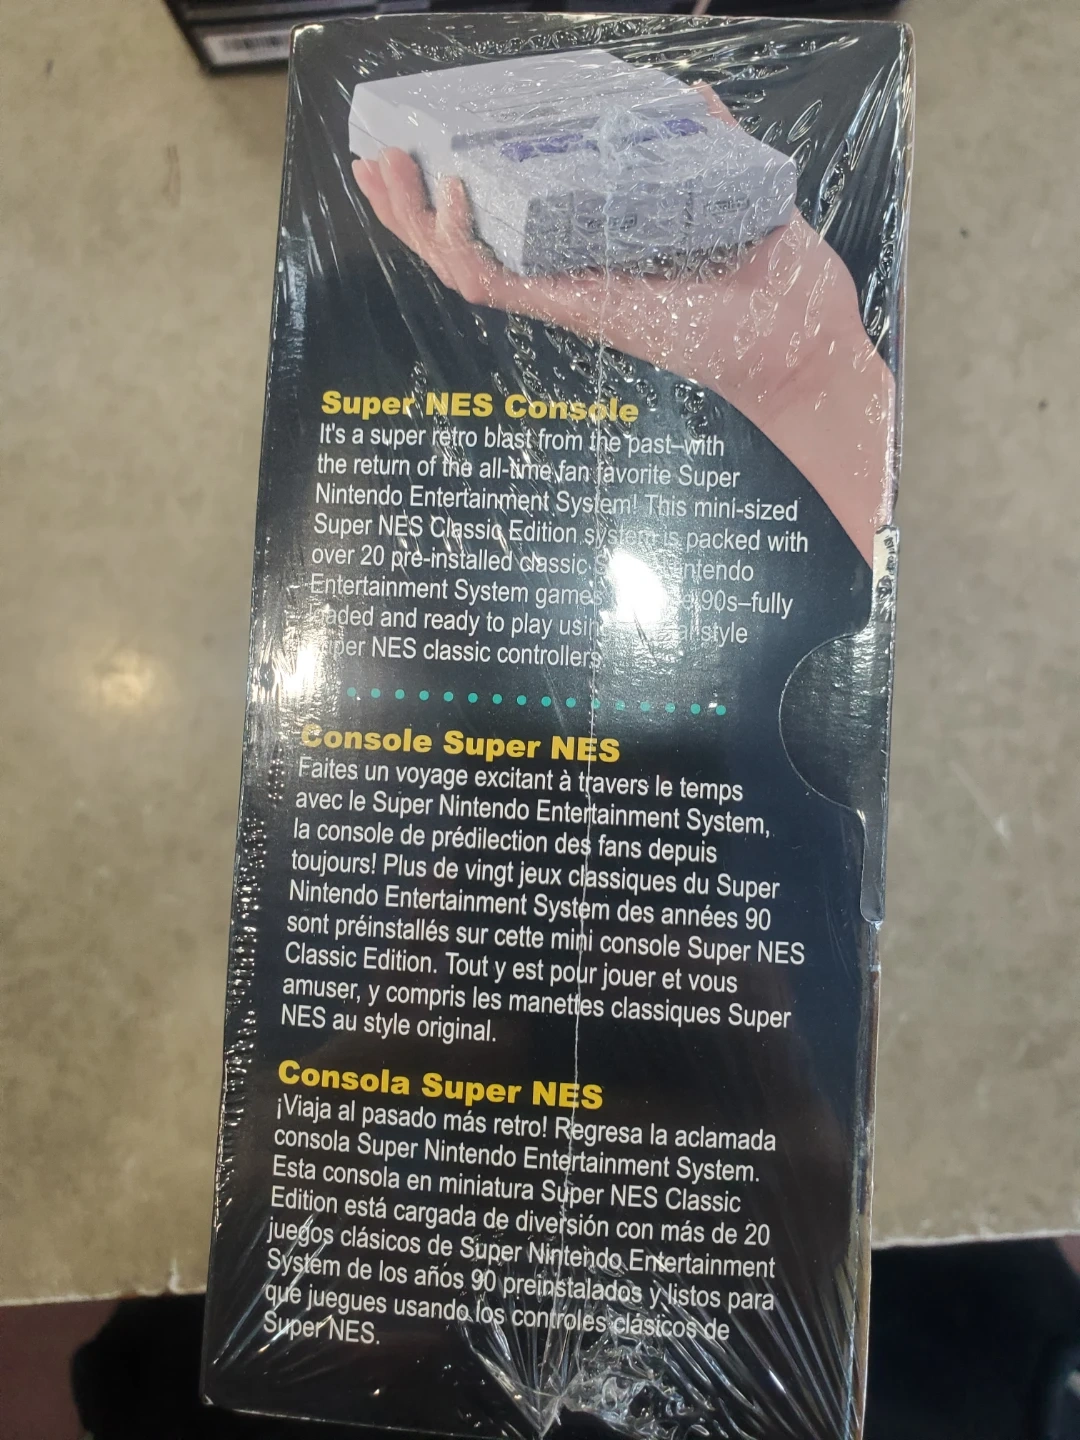 Super NES Console
It's a super retro blast from the past–with
the return of the all-time fan favorite Super
Nintendo Entertainment System! This mini-sized
Super NES Classic Edition system is packed with
over 20 pre-installed classic ntendo
Entertainment System games 90s–fully
aded and ready to play using style
per NES classic controllers
Console Super NES
Faites un voyage excitant à travers le temps
avec le Super Nintendo Entertainment System,
la console de prédilection des fans depuis
toujours! Plus de vingt jeux classiques du Super
Nintendo Entertainment System des années 90
sont préinstallés sur cette mini console Super NES
Classic Edition. Tout y est pour jouer et vous
amuser, y compris les manettes classiques Super
NES au style original.
Consola Super NES
¡Viaja al pasado más retro! Regresa la aclamada
consola Super Nintendo Entertainment System.
Esta consola en miniatura Super NES Classic
Edition está cargada de diversión con más de 20
juegos clásicos de Super Nintendo Entertainment
System de los años 90 preinstalados y listos para
que juegues usando los controles clásicos de
Super NES.